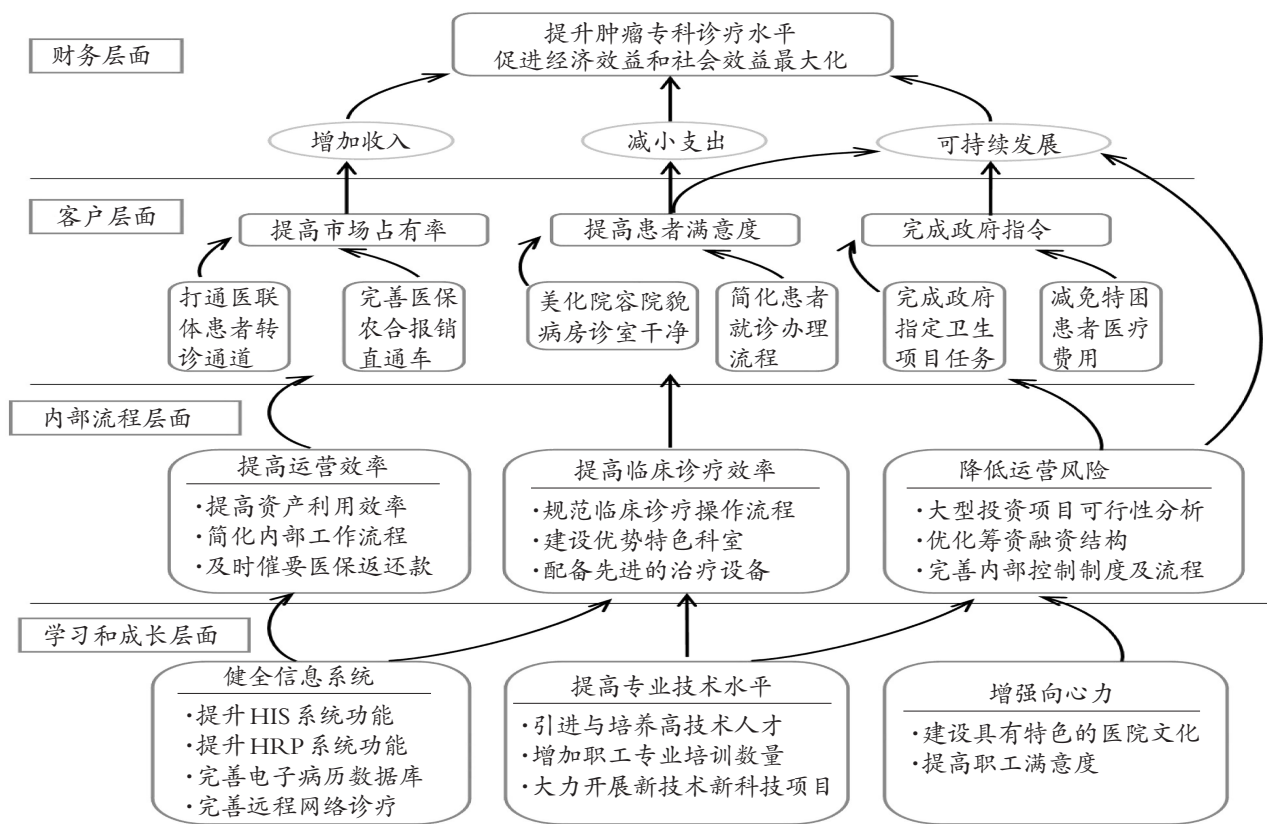 财务层面
提升肿瘤专科诊疗水平
促进经济效益和社会效益最大化
增加收入
减小支出
可持续发展
客户层面
提高市场占有率
提高患者满意度
完成政府指令
打通医联
体患者转
诊通道
完善医保
农合报销
直通车
美化院容院貌
病房诊室干净
简化患者
就诊办理
流程
完成政府
指定卫生
项目任务
减免特困
患者医疗
费用
内部流程层面
提高运营效率
·提高资产利用效率
·简化内部工作流程
·及时催要医保返还款
提高临床诊疗效率
·规范临床诊疗操作流程
·建设优势特色科室
·配备先进的治疗设备
降低运营风险
·大型投资项目可行性分析
·优化筹资融资结构
·完善内部控制制度及流程
学习和成长层面
健全信息系统
·提升HIS系统功能
·提升HRP系统功能
·完善电子病历数据库
·完善远程网络诊疗
提高专业技术水平
·引进与培养高技术人才
·增加职工专业培训数量
·大力开展新技术新科技项目
增强向心力
·建设具有特色的医院文化
·提高职工满意度